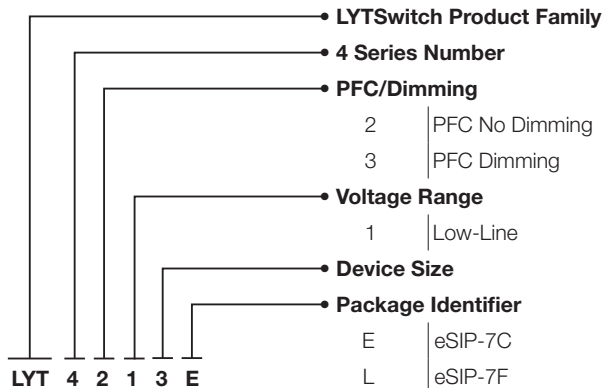 LYTSwitch Product Family
4 Series Number
PFC/Dimming
2 PFC No Dimming
3 PFC Dimming
Voltage Range
1 Low-Line
Device Size
Package Identifier
E eSIP-7C
L eSIP-7F
LYT 4 2 1 3 E